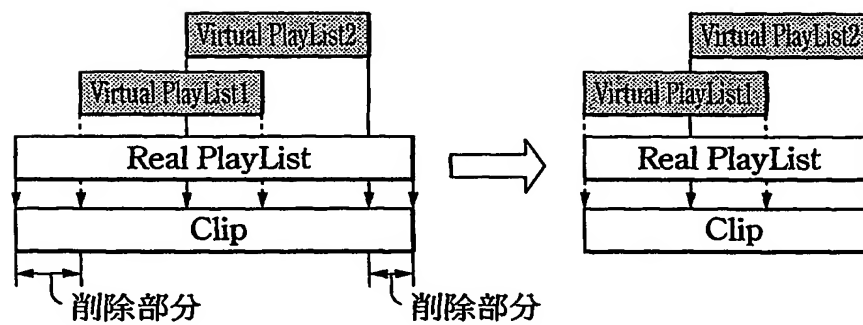 Virtual PlayList2
Virtual PlayList1
Real PlayList
Clip
削除部分
削除部分
Virtual PlayList2
Virtual PlayList1
Real PlayList
Clip